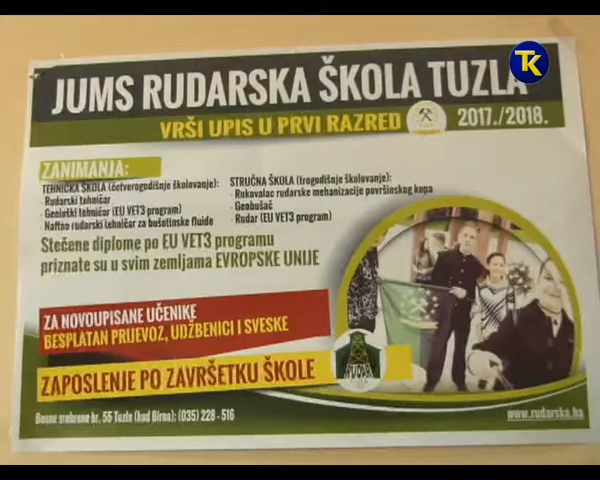 TK
JUMS RUDARSKA ŠKOLA TUZLA
VRŠI UPIS U PRVI RAZRED 2017./2018.
ZANIMANJA:
TEHNIČKA ŠKOLA (četverogodišnje školovanje):
- Rudarski tehničar
- Geološki tehničar (EU VET3 program)
- Naftno rudarski tehničar za bušotinske fluide
STRUČNA ŠKOLA (trogodišnje školovanje):
- Rukovalac rudarske mehanizacije površinskog kopa
- Geobušač
- Rudar (EU VET3 program)
Stečene diplome po EU VET3 programu
priznate su u svim zemljama EVROPSKE UNIJE
ZA NOVOUPISANE UČENIKE
BESPLATAN PRIJEVOZ, UDŽBENICI I SVESKE
ZAPOSLENJE PO ZAVRŠETKU ŠKOLE
Bosne srebrene br. 55 Tuzla (kod Biroa); (035) 228 - 516
www.rudarska.ba